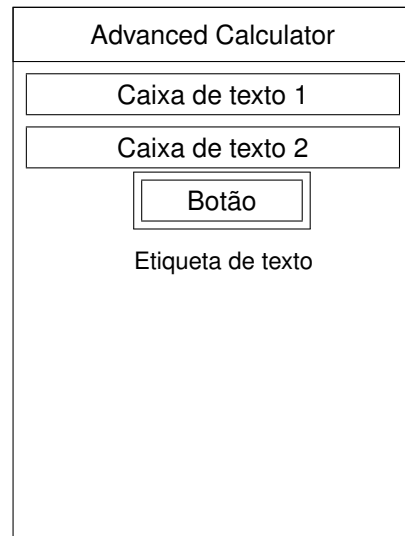 Advanced Calculator
Caixa de texto 1
Caixa de texto 2
Botão
Etiqueta de texto